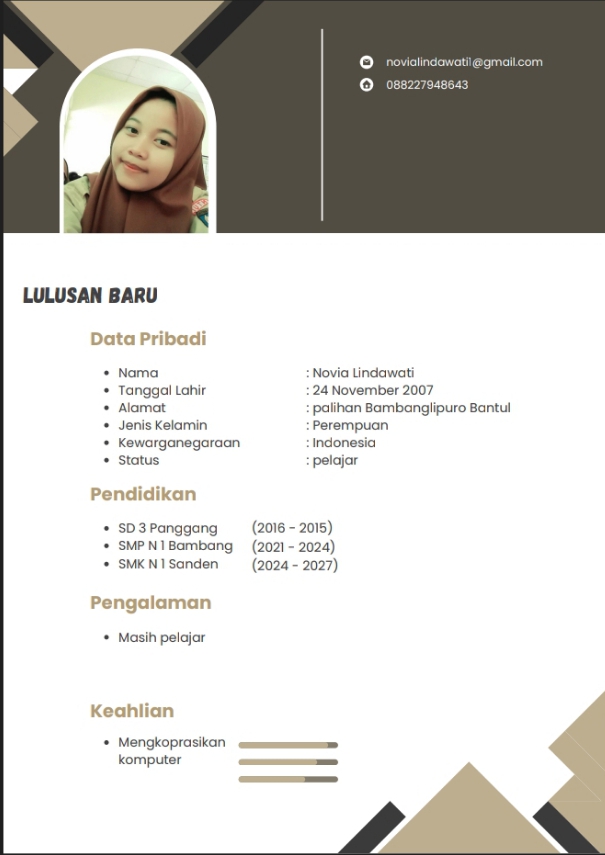 novialindawati1@gmail.com
088227948643
LULUSAN BARU
Data Pribadi
• Nama : Novia Lindawati
• Tanggal Lahir : 24 November 2007
• Alamat : palihan Bambanglipuro Bantul
• Jenis Kelamin : Perempuan
• Kewarganegaraan : Indonesia
• Status : pelajar
Pendidikan
• SD 3 Panggang (2016 - 2015)
• SMP N 1 Bambang (2021 - 2024)
• SMK N 1 Sanden (2024 - 2027)
Pengalaman
• Masih pelajar
Keahlian
• Mengkoprasikan
komputer